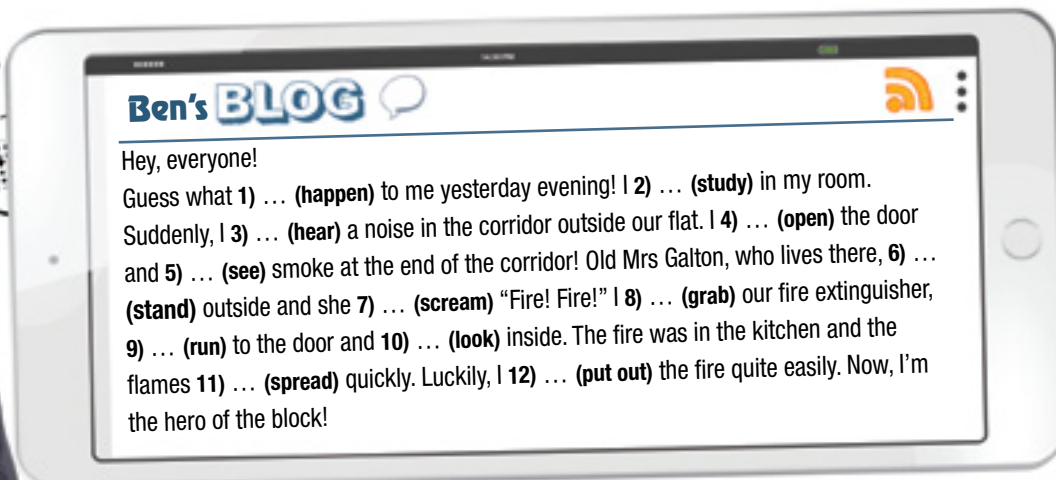 Ben's BLOG
Hey, everyone!
Guess what 1) … (happen) to me yesterday evening! I 2) … (study) in my room.
Suddenly, I 3) … (hear) a noise in the corridor outside our flat. I 4) … (open) the door
and 5) … (see) smoke at the end of the corridor! Old Mrs Galton, who lives there, 6) …
(stand) outside and she 7) … (scream) “Fire! Fire!” I 8) … (grab) our fire extinguisher,
9) … (run) to the door and 10) … (look) inside. The fire was in the kitchen and the
flames 11) … (spread) quickly. Luckily, I 12) … (put out) the fire quite easily. Now, I’m
the hero of the block!